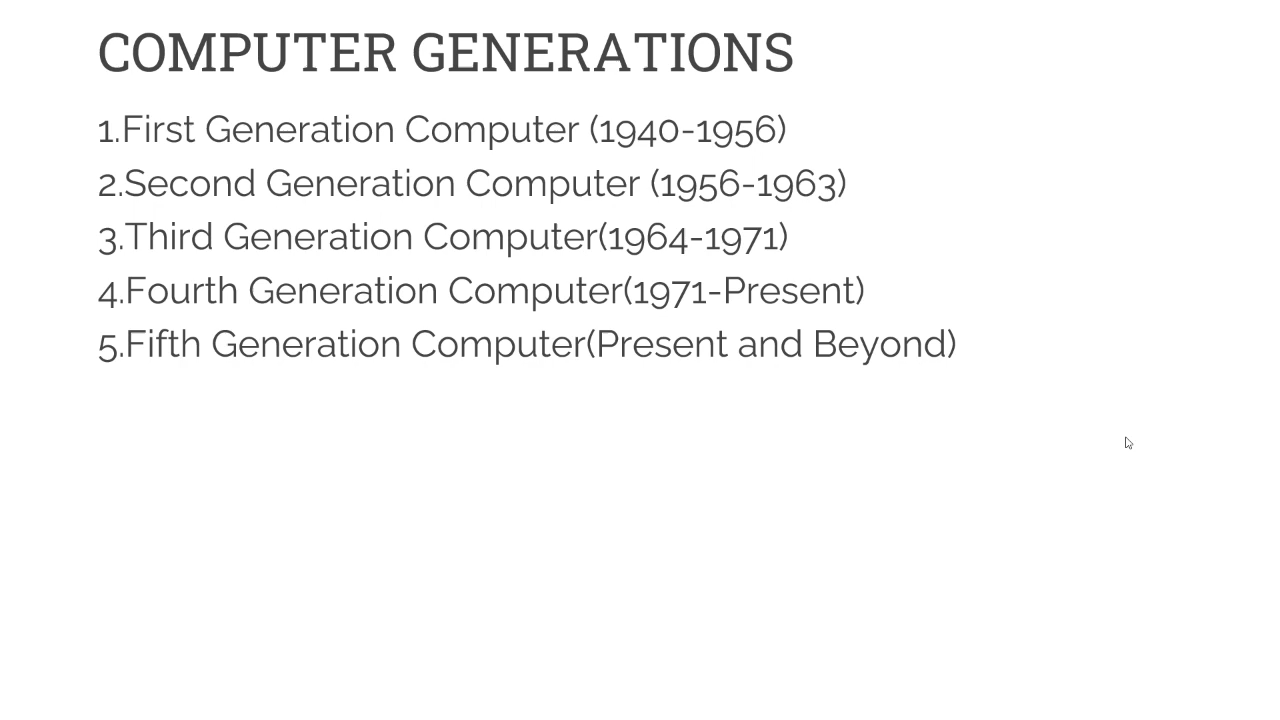 COMPUTER GENERATIONS
1.First Generation Computer (1940-1956)
2.Second Generation Computer (1956-1963)
3.Third Generation Computer(1964-1971)
4.Fourth Generation Computer(1971-Present)
5.Fifth Generation Computer(Present and Beyond)